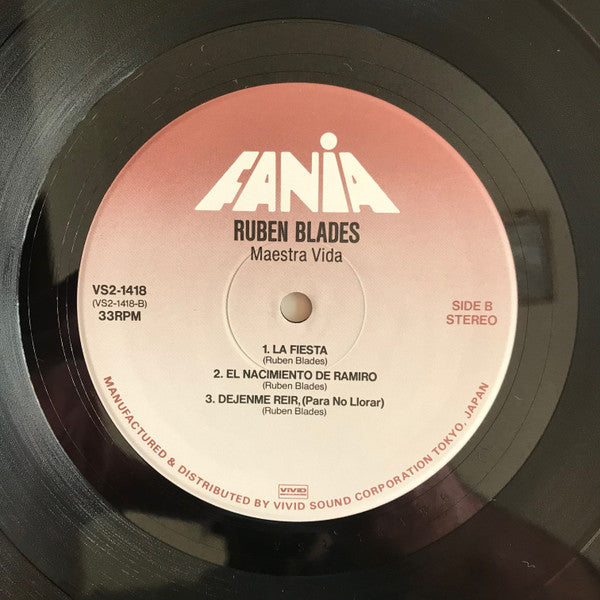 FANIA
RUBEN BLADES
Maestra Vida
VS2-1418
(VS2-1418-B)
33RPM
SIDE B
STEREO
1. LA FIESTA
(Ruben Blades)
2. EL NACIMIENTO DE RAMIRO
(Ruben Blades)
3. DEJENME REIR,(Para No Llorar)
(Ruben Blades)
VIVID
MANUFACTURED & DISTRIBUTED BY VIVID SOUND CORPORATION TOKYO, JAPAN